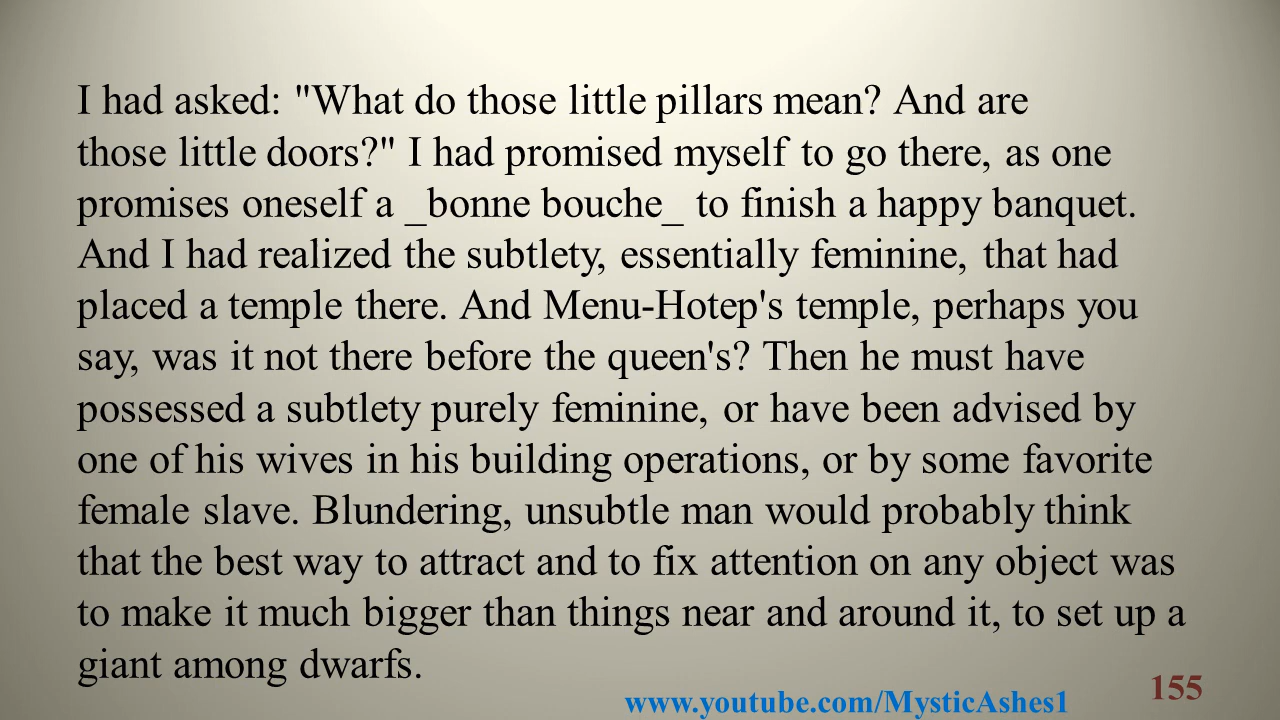 I had asked: "What do those little pillars mean? And are
those little doors?" I had promised myself to go there, as one
promises oneself a _bonne bouche_ to finish a happy banquet.
And I had realized the subtlety, essentially feminine, that had
placed a temple there. And Menu-Hotep's temple, perhaps you
say, was it not there before the queen's? Then he must have
possessed a subtlety purely feminine, or have been advised by
one of his wives in his building operations, or by some favorite
female slave. Blundering, unsubtle man would probably think
that the best way to attract and to fix attention on any object was
to make it much bigger than things near and around it, to set up a
giant among dwarfs.
155
www.youtube.com/MysticAshes1